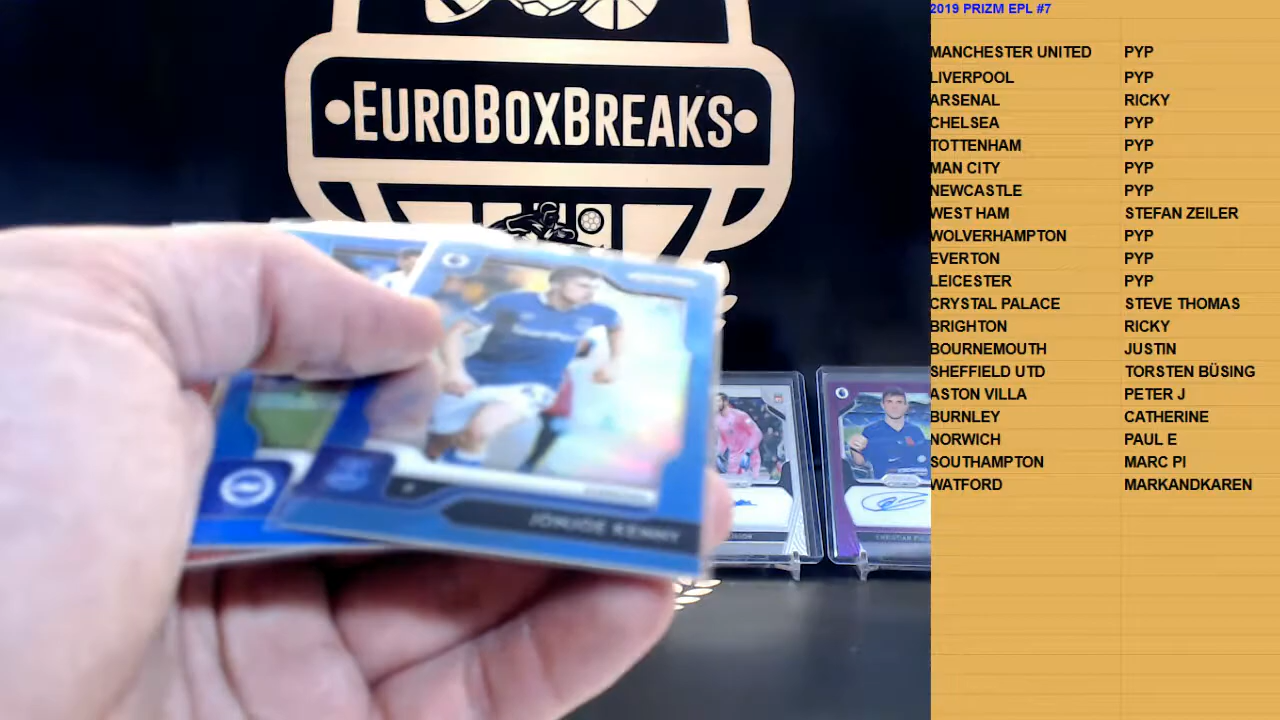 EUROBOXBREAKS
JONJOE KENNY
2019 PRIZM EPL #7
MANCHESTER UNITED PYP
LIVERPOOL PYP
ARSENAL RICKY
CHELSEA PYP
TOTTENHAM PYP
MAN CITY PYP
NEWCASTLE PYP
WEST HAM STEFAN ZEILER
WOLVERHAMPTON PYP
EVERTON PYP
LEICESTER PYP
CRYSTAL PALACE STEVE THOMAS
BRIGHTON RICKY
BOURNEMOUTH JUSTIN
SHEFFIELD UTD TORSTEN BÜSING
ASTON VILLA PETER J
BURNLEY CATHERINE
NORWICH PAUL E
SOUTHAMPTON MARC PI
WATFORD MARKANDKAREN